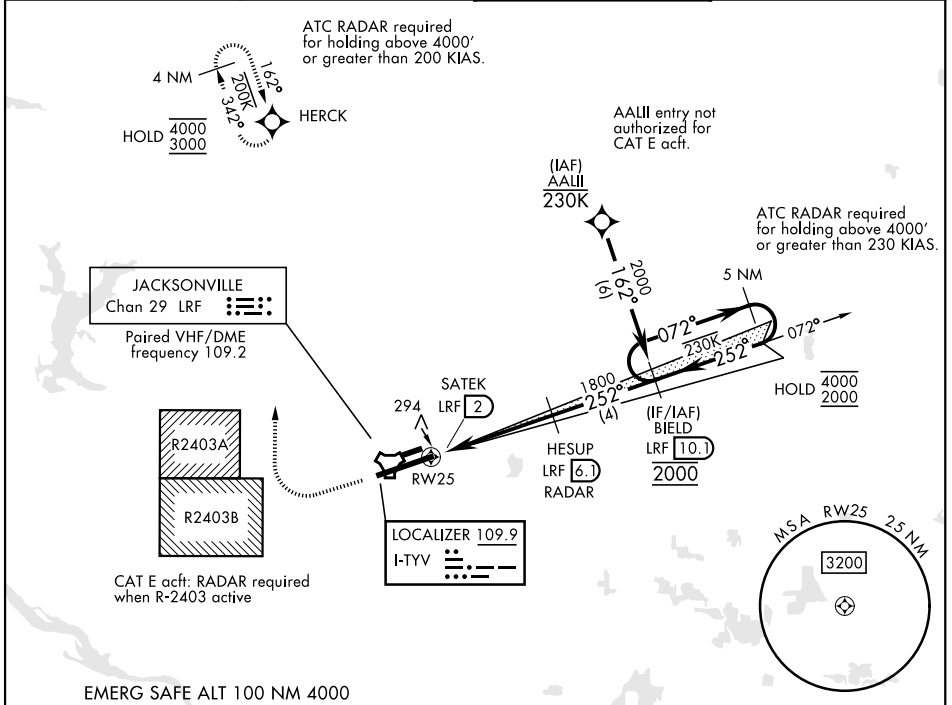 ATC RADAR required
for holding above 4000'
or greater than 200 KIAS.
4 NM
162°
200K
342°
HERCK
HOLD 4000
3000
AALII entry not
authorized for
CAT E acft.
(IAF)
AALII
230K
ATC RADAR required
for holding above 4000'
or greater than 230 KIAS.
5 NM
2000
162°
(6)
072°
230K
252°
072°
HOLD 4000
2000
JACKSONVILLE
Chan 29 LRF
Paired VHF/DME
frequency 109.2
SATEK
LRF 2
1800
252°
(4)
(IF/IAF)
BIELD
LRF 10.1
2000
294
RW25
HESUP
LRF 6.1
RADAR
R2403A
R2403B
LOCALIZER 109.9
I-TYV
CAT E acft: RADAR required
when R-2403 active
MSA RW25 25 NM
3200
EMERG SAFE ALT 100 NM 4000